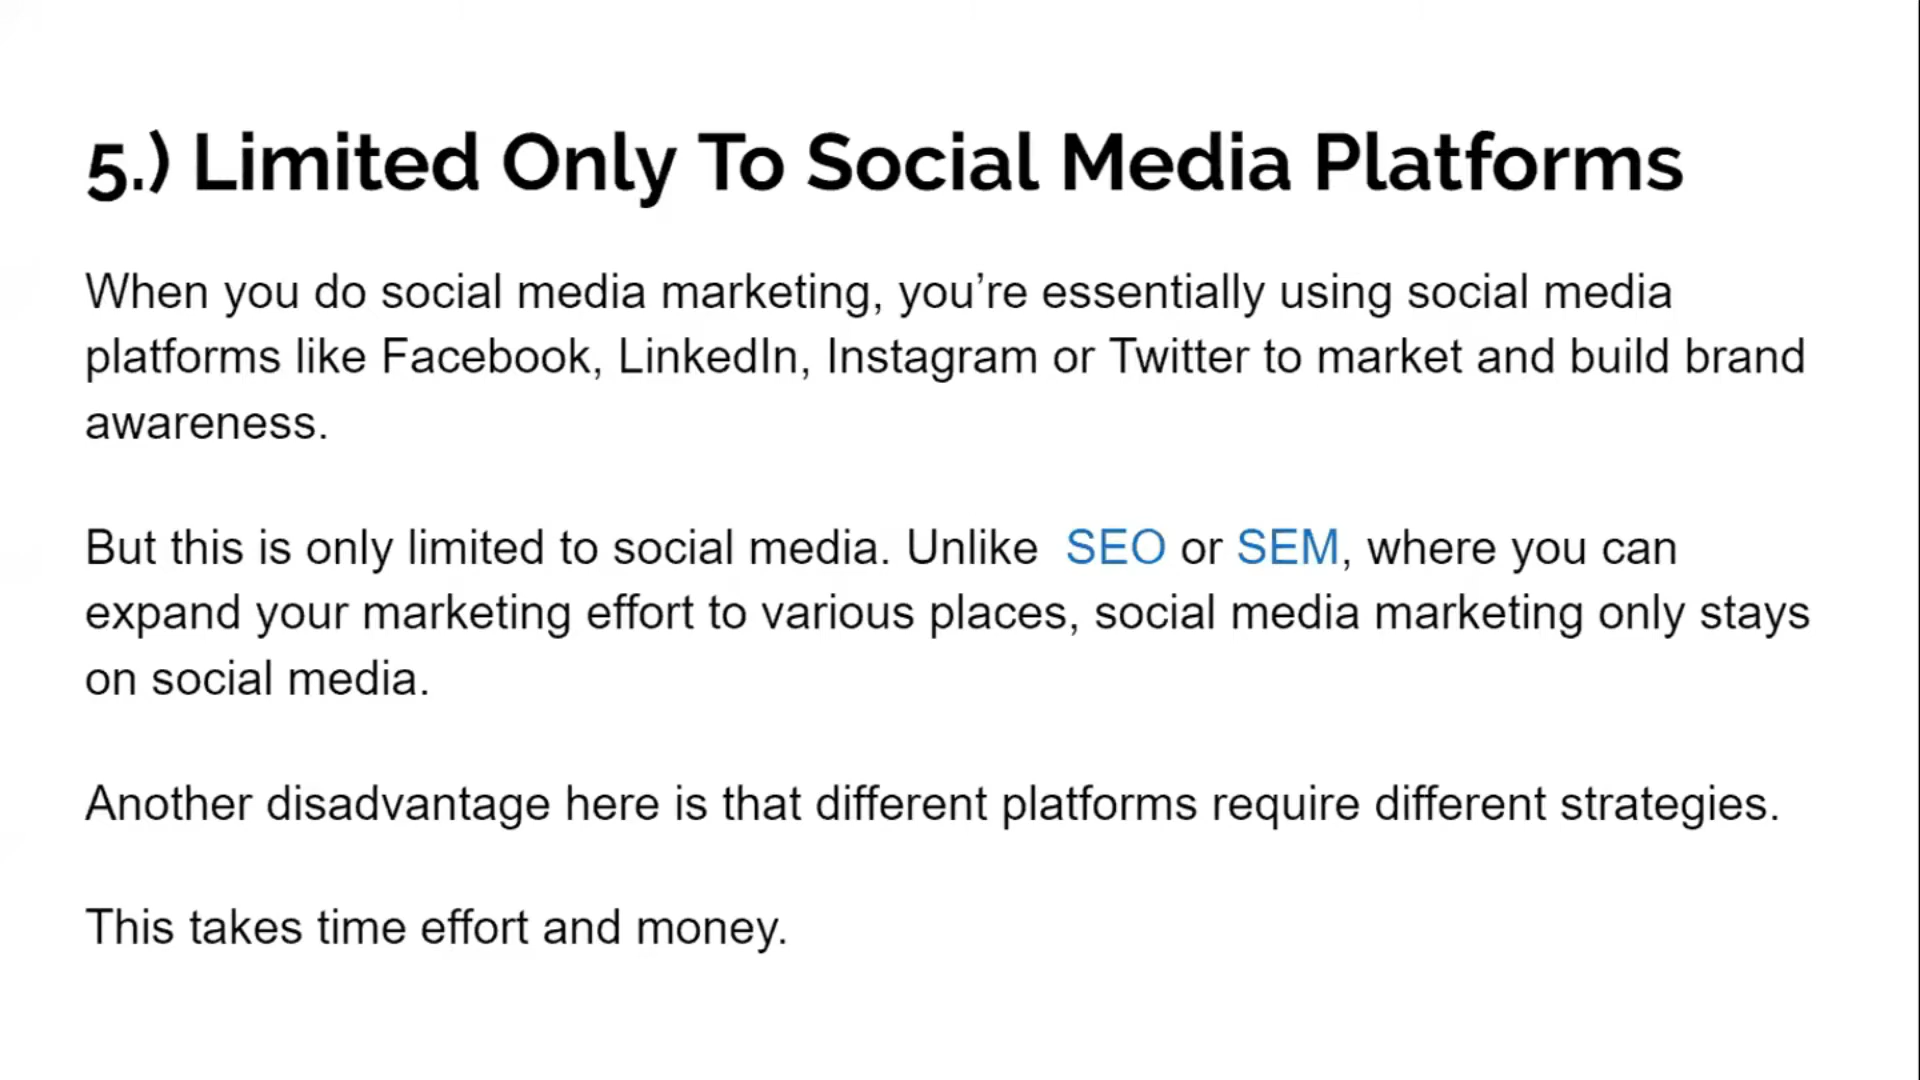 5.) Limited Only To Social Media Platforms
When you do social media marketing, you’re essentially using social media
platforms like Facebook, LinkedIn, Instagram or Twitter to market and build brand
awareness.
But this is only limited to social media. Unlike  SEO or SEM, where you can
expand your marketing effort to various places, social media marketing only stays
on social media.
Another disadvantage here is that different platforms require different strategies.
This takes time effort and money.